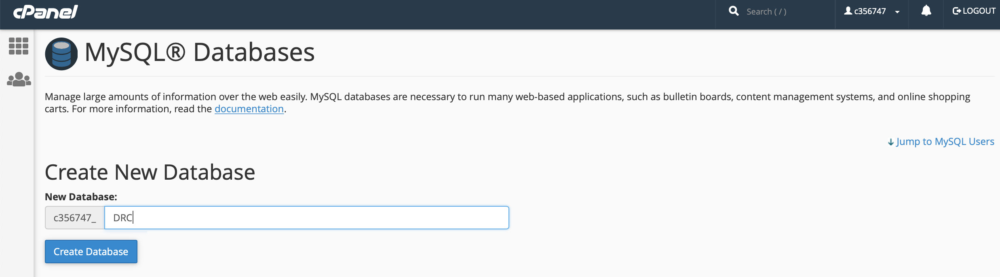 cPanel
Search ( / )
c356747
LOGOUT
MySQL® Databases
Manage large amounts of information over the web easily. MySQL databases are necessary to run many web-based applications, such as bulletin boards, content management systems, and online shopping
carts. For more information, read the documentation.
Jump to MySQL Users
Create New Database
New Database:
c356747_ DRC
Create Database